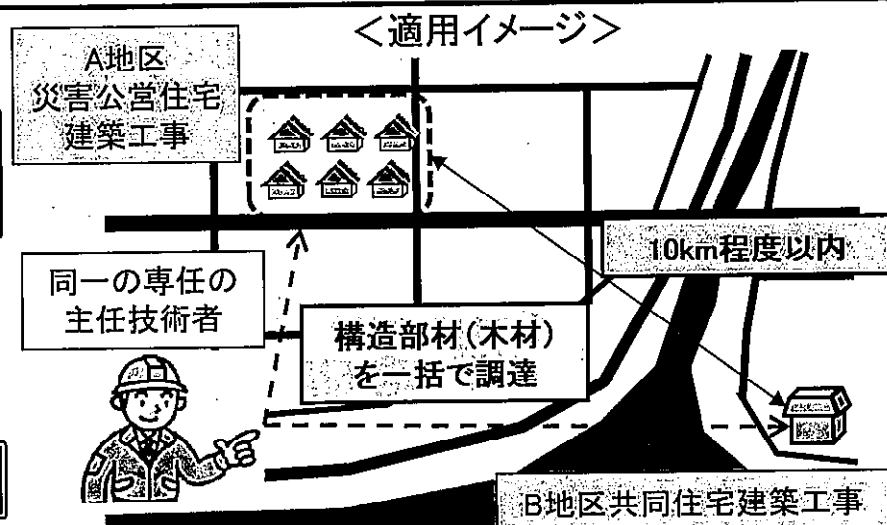 ＜適用イメージ＞
A地区
災害公営住宅
建築工事
10km程度以内
同一の専任の
主任技術者
構造部材(木材)
を一括で調達
B地区共同住宅建築工事